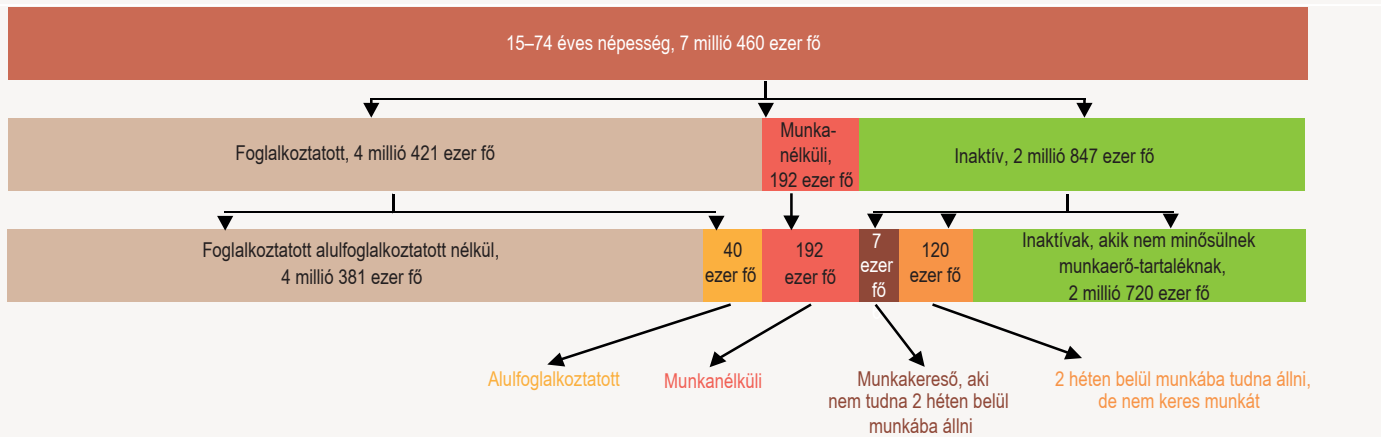 15–74 éves népesség, 7 millió 460 ezer fő
Foglalkoztatott, 4 millió 421 ezer fő
Munka-
nélküli,
192 ezer fő
Inaktív, 2 millió 847 ezer fő
Foglalkoztatott alulfoglalkoztatott nélkül,
4 millió 381 ezer fő
40
ezer fő
192
ezer fő
7
ezer
fő
120
ezer fő
Inaktívak, akik nem minősülnek
munkaerő-tartaléknak,
2 millió 720 ezer fő
Alulfoglalkoztatott
Munkanélküli
Munkakereső, aki
nem tudna 2 héten belül
munkába állni
2 héten belül munkába tudna állni,
de nem keres munkát